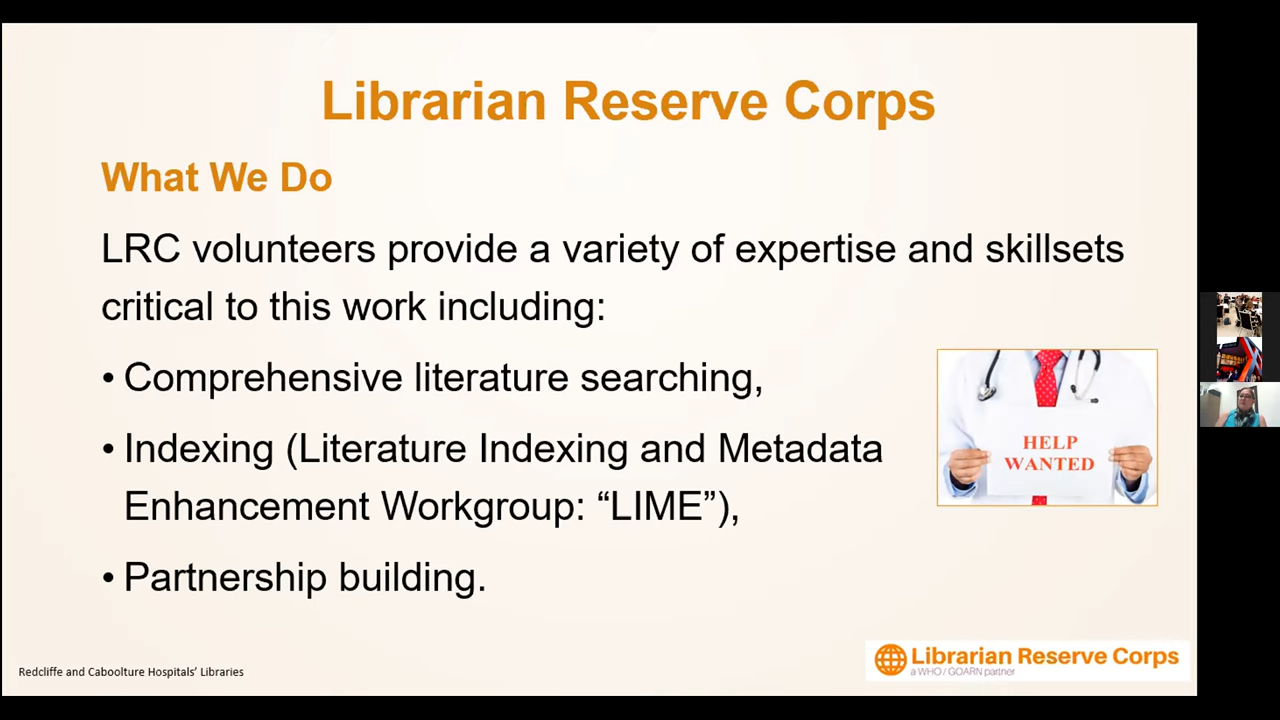 Librarian Reserve Corps
What We Do
LRC volunteers provide a variety of expertise and skillsets
critical to this work including:
• Comprehensive literature searching,
• Indexing (Literature Indexing and Metadata
Enhancement Workgroup: “LIME”),
• Partnership building.
HELP
WANTED
Redcliffe and Caboolture Hospitals’ Libraries
Librarian Reserve Corps
a WHO / GOARN partner